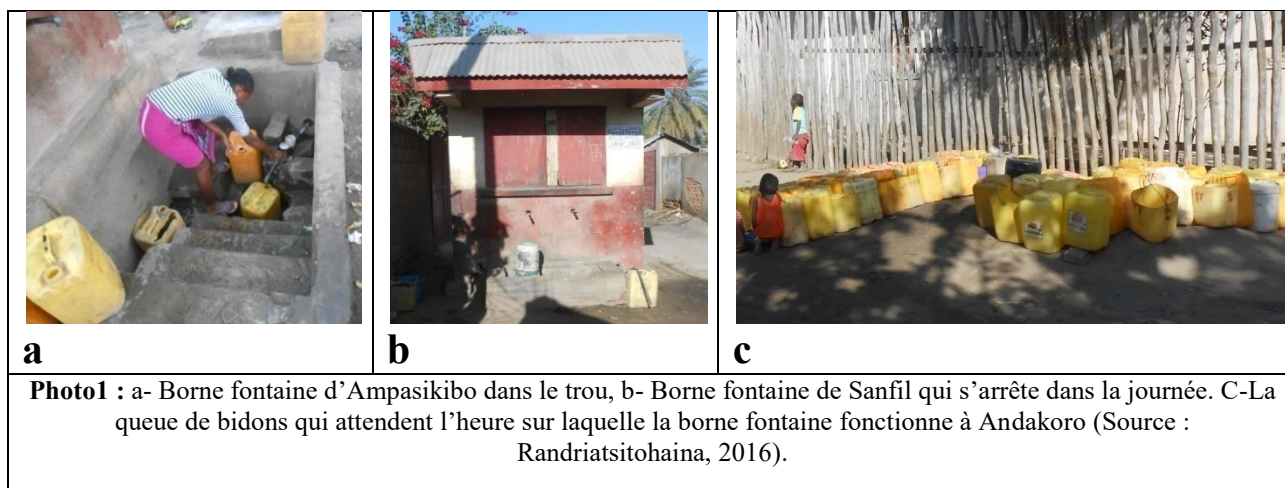 a
b
c
Photo1 : a- Borne fontaine d’Ampasikibo dans le trou, b- Borne fontaine de Sanfil qui s’arrête dans la journée. C-La
queue de bidons qui attendent l’heure sur laquelle la borne fontaine fonctionne à Andakoro (Source :
Randriatsitohaina, 2016).